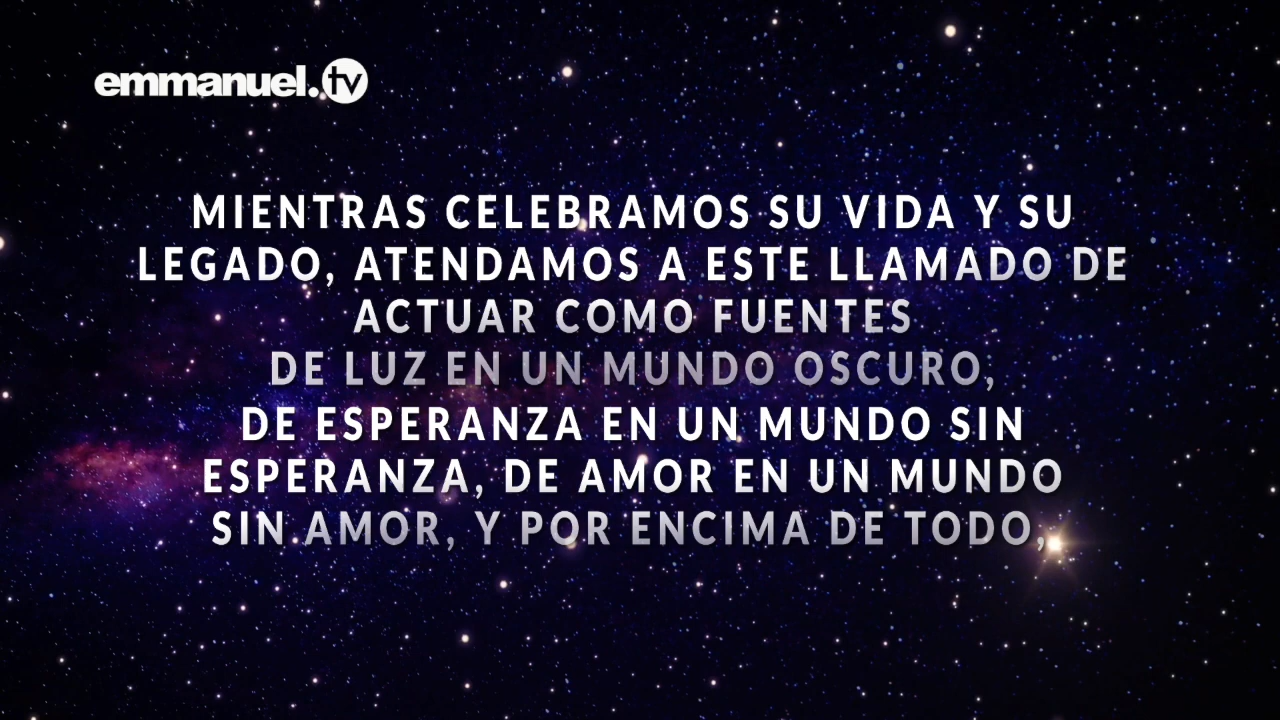 emmanuel.tv
MIENTRAS CELEBRAMOS SU VIDA Y SU
LEGADO, ATENDAMOS A ESTE LLAMADO DE
ACTUAR COMO FUENTES
DE LUZ EN UN MUNDO OSCURO,
DE ESPERANZA EN UN MUNDO SIN
ESPERANZA, DE AMOR EN UN MUNDO
SIN AMOR, Y POR ENCIMA DE TODO,